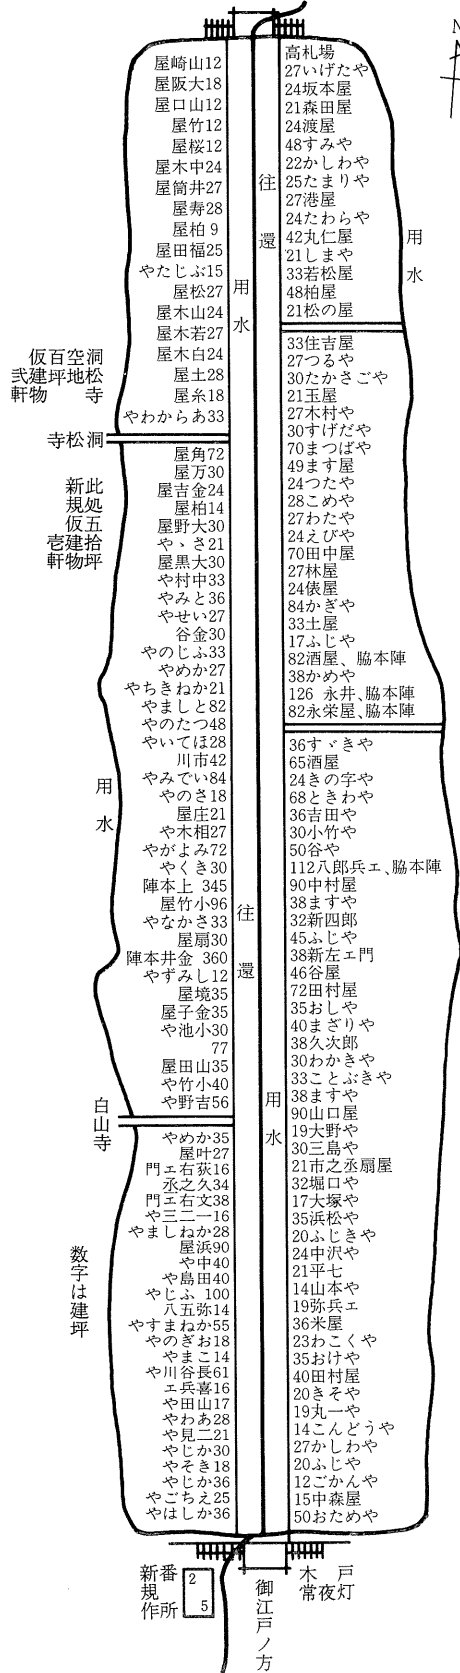 高札場
27いげたや
24坂本屋
21森田屋
24渡屋
48すみや
22かしわや
25たまりや
27港屋
24たわらや
42丸仁屋
21しまや
33若松屋
48柏屋
21松の屋
33住吉屋
27つるや
30たかさごや
21玉屋
27木村や
30すげだや
70まつばや
49ます屋
24つたや
28こめや
27わたや
24えびや
70田中屋
27林屋
24俵屋
84かぎや
33土屋
17ふじや
82酒屋、脇本陣
38かめや
126 永井、脇本陣
82永栄屋、脇本陣
36すゞきや
65酒屋
24きの字や
68ときわや
36吉田や
30小竹や
50谷や
112八郎兵エ、脇本陣
90中村屋
38ますや
32新四郎
45ふじや
38新左エ門
46谷屋
72田村屋
35おしや
40まざりや
38久次郎
30わかきや
33ことぶきや
38ますや
90山口屋
19大野や
30三島や
21市之丞扇屋
32堀口や
17大塚や
35浜松や
20ふじきや
24中沢や
21平七
14山本や
19弥兵エ
36米屋
23わこくや
35おけや
40田村屋
20きそや
19丸一や
14こんどうや
27かしわや
20ふじや
12ごかんや
15中森屋
50おためや
N
用水
往還
用水
往還
用水
屋崎山12
屋阪大18
屋口山12
屋竹12
屋桜12
屋木中24
屋筒井27
屋寿28
屋柏 9
屋田福25
やたじぶ15
屋松27
屋木山24
屋木若27
屋木白24
屋土28
屋糸18
やわからあ33
屋角72
屋万30
屋吉金24
屋柏14
屋野大30
やゝさ21
屋黒大30
や村中33
やみと36
やせい27
谷金30
やのじふ33
やめか27
やちきねか21
やましと82
やのたつ48
やいてほ28
川市42
やみでい84
やのさ18
屋庄21
や木相27
やがよみ72
やくき30
陣本上 345
屋竹小96
やなかさ33
屋扇30
陣本井金 360
やずみし12
屋境35
屋子金35
や池小30
77
屋田山35
や竹小40
や野吉56
やめか35
屋叶27
門エ右荻16
丞之久34
門エ右文38
や三二一16
やましねか28
屋浜90
や中40
や島田40
やじふ 100
八五弥14
やすまねか55
やのぎお18
やまこ14
や川谷長61
エ兵喜16
や田山17
やわあ28
や見二21
やじか30
やそき18
やじか36
やごちえ25
やはしか36
洞松寺
空地
百坪
仮建物
弐軒
寺松洞
此処五拾坪
仮建物
新規壱軒
用水
白山寺
数字は建坪
木戸
常夜灯
御江戸ノ方
2
5
番所
新規作